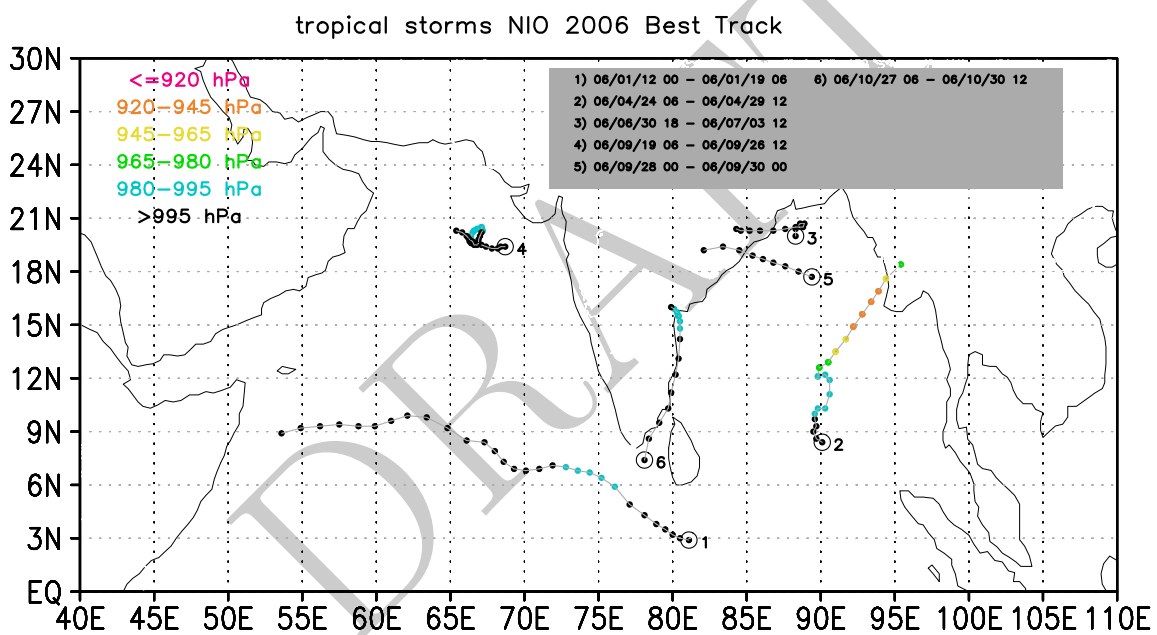 tropical storms NIO 2006 Best Track
30N
27N
24N
21N
18N
15N
12N
9N
6N
3N
EQ
<=920 hPa
920-945 hPa
945-965 hPa
965-980 hPa
980-995 hPa
>995 hPa
1) 06/01/12 00 - 06/01/19 06 6) 06/10/27 06 - 06/10/30 12
2) 06/04/24 06 - 06/04/29 12
3) 06/06/30 18 - 06/07/03 12
4) 06/09/19 06 - 06/09/26 12
5) 06/09/28 00 - 06/09/30 00
3
4
5
2
6
1
40E 45E 50E 55E 60E 65E 70E 75E 80E 85E 90E 95E 100E 105E 110E
DRAFT